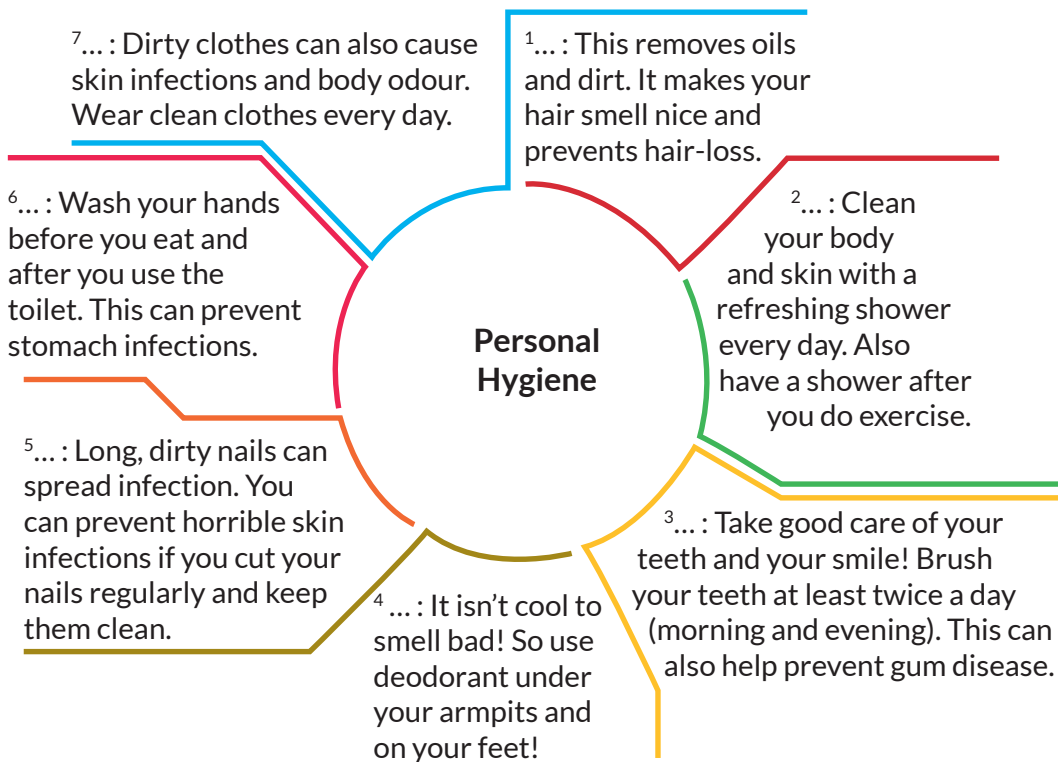 Personal
Hygiene
¹... : This removes oils
and dirt. It makes your
hair smell nice and
prevents hair-loss.
²... : Clean
your body
and skin with a
refreshing shower
every day. Also
have a shower after
you do exercise.
³... : Take good care of your
teeth and your smile! Brush
your teeth at least twice a day
(morning and evening). This can
also help prevent gum disease.
⁴ ... : It isn’t cool to
smell bad! So use
deodorant under
your armpits and
on your feet!
⁵... : Long, dirty nails can
spread infection. You
can prevent horrible skin
infections if you cut your
nails regularly and keep
them clean.
⁶... : Wash your hands
before you eat and
after you use the
toilet. This can prevent
stomach infections.
⁷... : Dirty clothes can also cause
skin infections and body odour.
Wear clean clothes every day.